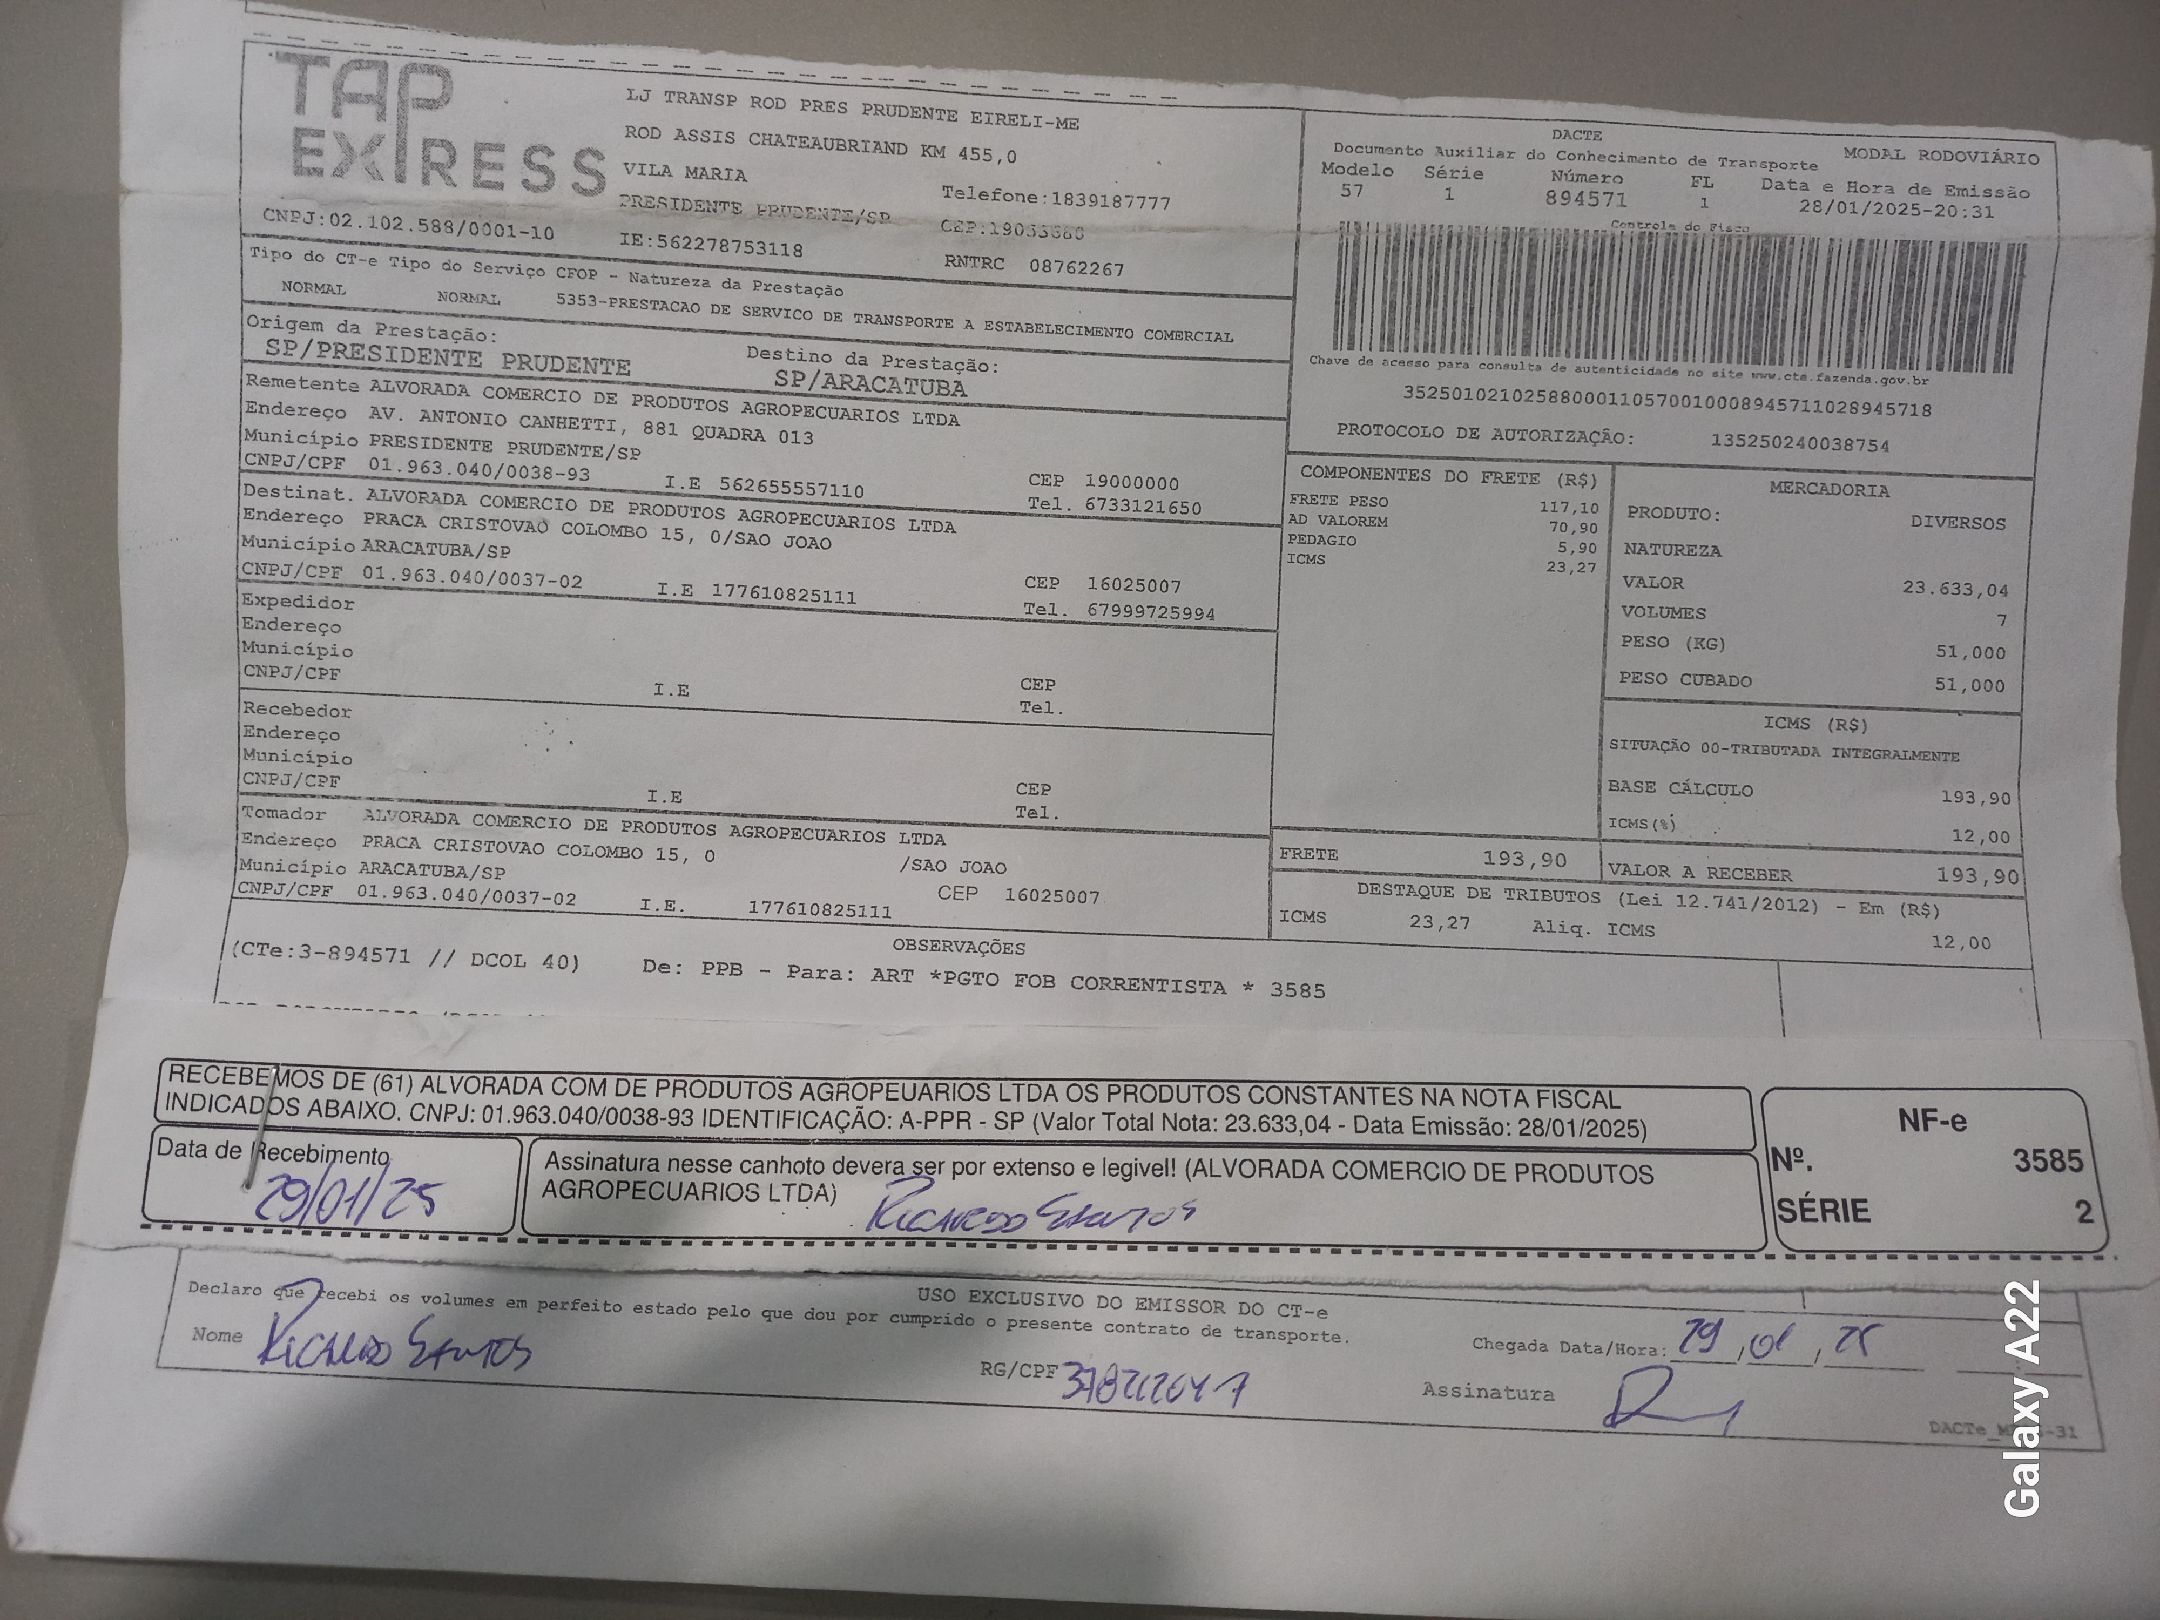 TAP
EXPRESS
LJ TRANSP ROD PRES PRUDENTE EIRELI-ME
ROD ASSIS CHATEAUBRIAND KM 455,0
VILA MARIA
Telefone:1839187777
PRESIDENTE PRUDENTE/SP
CNPJ:02.102.588/0001-10
IE:562278753118
RNTRC 08762267
DACTE
Documento Auxiliar do Conhecimento de Transporte
MODAL RODOVIÁRIO
Modelo Série Número FL Data e Hora de Emissão
57 1 894571 1 28/01/2025-20:31
Controle do Fisco
Chave de acesso para consulta de autenticidade no site www.cte.fazenda.gov.br
35250102102588000110570010008945711028945718
PROTOCOLO DE AUTORIZAÇÃO: 135250240038754
Tipo do CT-e Tipo do Serviço CFOP - Natureza da Prestação
NORMAL NORMAL 5353-PRESTACAO DE SERVICO DE TRANSPORTE A ESTABELECIMENTO COMERCIAL
Origem da Prestação: Destino da Prestação:
SP/PRESIDENTE PRUDENTE SP/ARACATUBA
Remetente ALVORADA COMERCIO DE PRODUTOS AGROPECUARIOS LTDA
Endereço AV. ANTONIO CANHETTI, 881 QUADRA 013
Município PRESIDENTE PRUDENTE/SP CEP 19000000
CNPJ/CPF 01.963.040/0038-93 I.E 562655557110 Tel. 6733121650
Destinat. ALVORADA COMERCIO DE PRODUTOS AGROPECUARIOS LTDA
Endereço PRACA CRISTOVAO COLOMBO 15, 0/SAO JOAO
Município ARACATUBA/SP CEP 16025007
CNPJ/CPF 01.963.040/0037-02 I.E 177610825111 Tel. 67999725994
Expedidor
Endereço
Município CEP
CNPJ/CPF I.E Tel.
Recebedor
Endereço
Município CEP
CNPJ/CPF I.E Tel.
Tomador ALVORADA COMERCIO DE PRODUTOS AGROPECUARIOS LTDA
Endereço PRACA CRISTOVAO COLOMBO 15, 0 /SAO JOAO
Município ARACATUBA/SP CEP 16025007
CNPJ/CPF 01.963.040/0037-02 I.E. 177610825111
COMPONENTES DO FRETE (R$)
FRETE PESO 117,10
AD VALOREM 70,90
PEDAGIO 5,90
ICMS 23,27
MERCADORIA
PRODUTO: DIVERSOS
NATUREZA
VALOR 23.633,04
VOLUMES 7
PESO (KG) 51,000
PESO CUBADO 51,000
ICMS (R$)
SITUAÇÃO 00-TRIBUTADA INTEGRALMENTE
BASE CÁLCULO 193,90
ICMS(%) 12,00
FRETE 193,90 VALOR A RECEBER 193,90
DESTAQUE DE TRIBUTOS (Lei 12.741/2012) - Em (R$)
ICMS 23,27 Aliq. ICMS 12,00
OBSERVAÇÕES
(CTe:3-894571 // DCOL 40) De: PPB - Para: ART *PGTO FOB CORRENTISTA * 3585
RECEBEMOS DE (61) ALVORADA COM DE PRODUTOS AGROPEUARIOS LTDA OS PRODUTOS CONSTANTES NA NOTA FISCAL
INDICADOS ABAIXO. CNPJ: 01.963.040/0038-93 IDENTIFICAÇÃO: A-PPR - SP (Valor Total Nota: 23.633,04 - Data Emissão: 28/01/2025)
Data de Recebimento
29/01/25
Assinatura nesse canhoto devera ser por extenso e legivel! (ALVORADA COMERCIO DE PRODUTOS
AGROPECUARIOS LTDA)
Ricardo Santos
NF-e
Nº. 3585
SÉRIE 2
USO EXCLUSIVO DO EMISSOR DO CT-e
Declaro que recebi os volumes em perfeito estado pelo que dou por cumprido o presente contrato de transporte.
Nome Ricardo Santos
RG/CPF
Chegada Data/Hora: 29, 01, 25
Assinatura
Galaxy A22